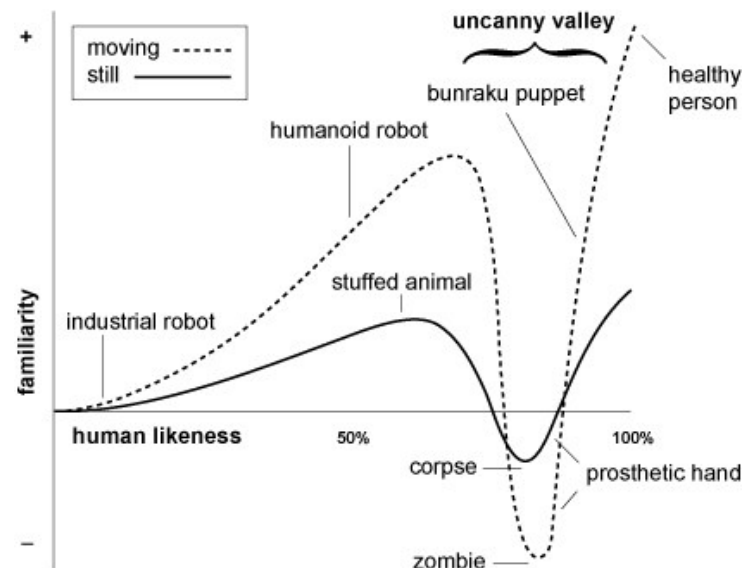 +
moving
still
uncanny valley
bunraku puppet
healthy
person
humanoid robot
stuffed animal
industrial robot
familiarity
human likeness
50%
100%
corpse
prosthetic hand
–
zombie